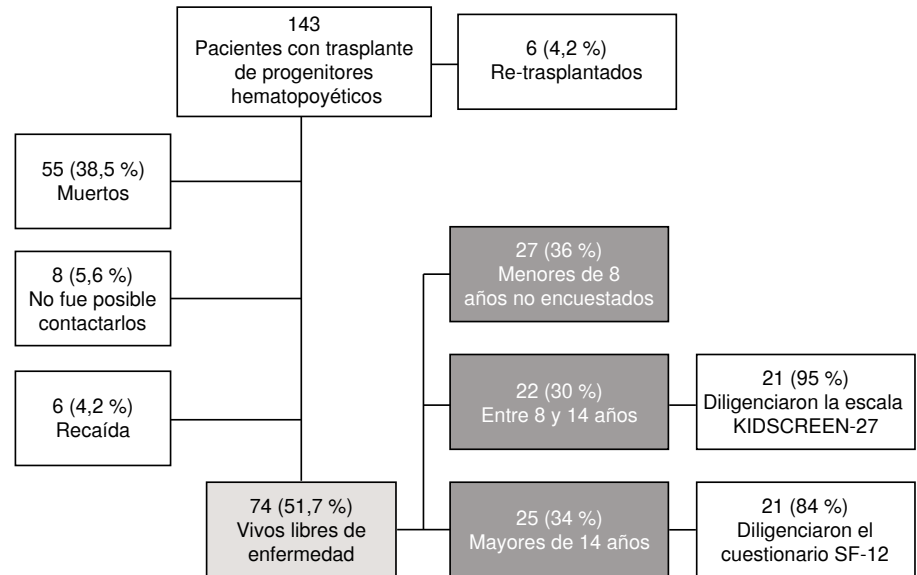 143
Pacientes con trasplante
de progenitores
hematopoyéticos
6 (4,2 %)
Re-trasplantados
55 (38,5 %)
Muertos
8 (5,6 %)
No fue posible
contactarlos
6 (4,2 %)
Recaída
74 (51,7 %)
Vivos libres de
enfermedad
27 (36 %)
Menores de 8
años no encuestados
22 (30 %)
Entre 8 y 14 años
21 (95 %)
Diligenciaron la escala
KIDSCREEN-27
25 (34 %)
Mayores de 14 años
21 (84 %)
Diligenciaron el
cuestionario SF-12